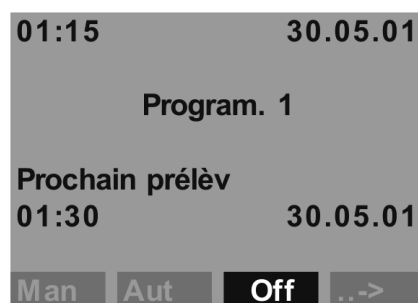 01:15 30.05.01
Program. 1
Prochain prélèv
01:30 30.05.01
Man Aut Off ..->